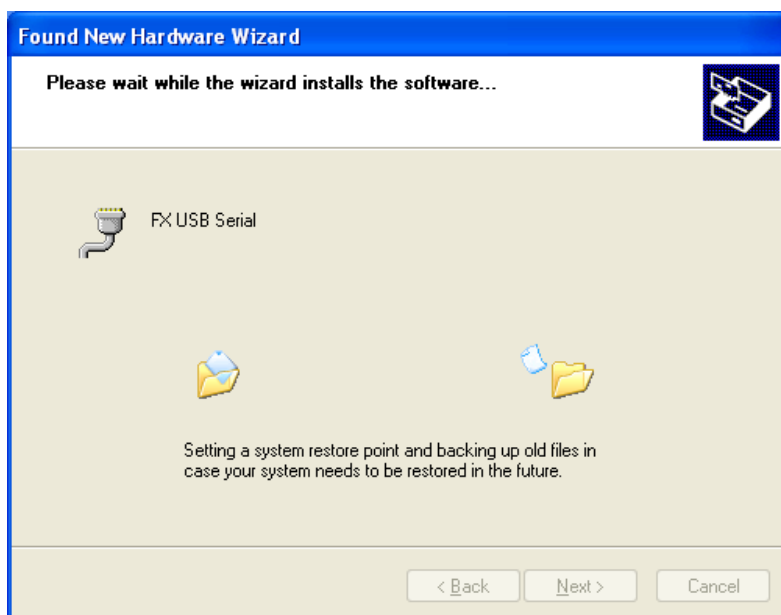 Found New Hardware Wizard
Please wait while the wizard installs the software...
FX USB Serial
Setting a system restore point and backing up old files in
case your system needs to be restored in the future.
< Back Next > Cancel